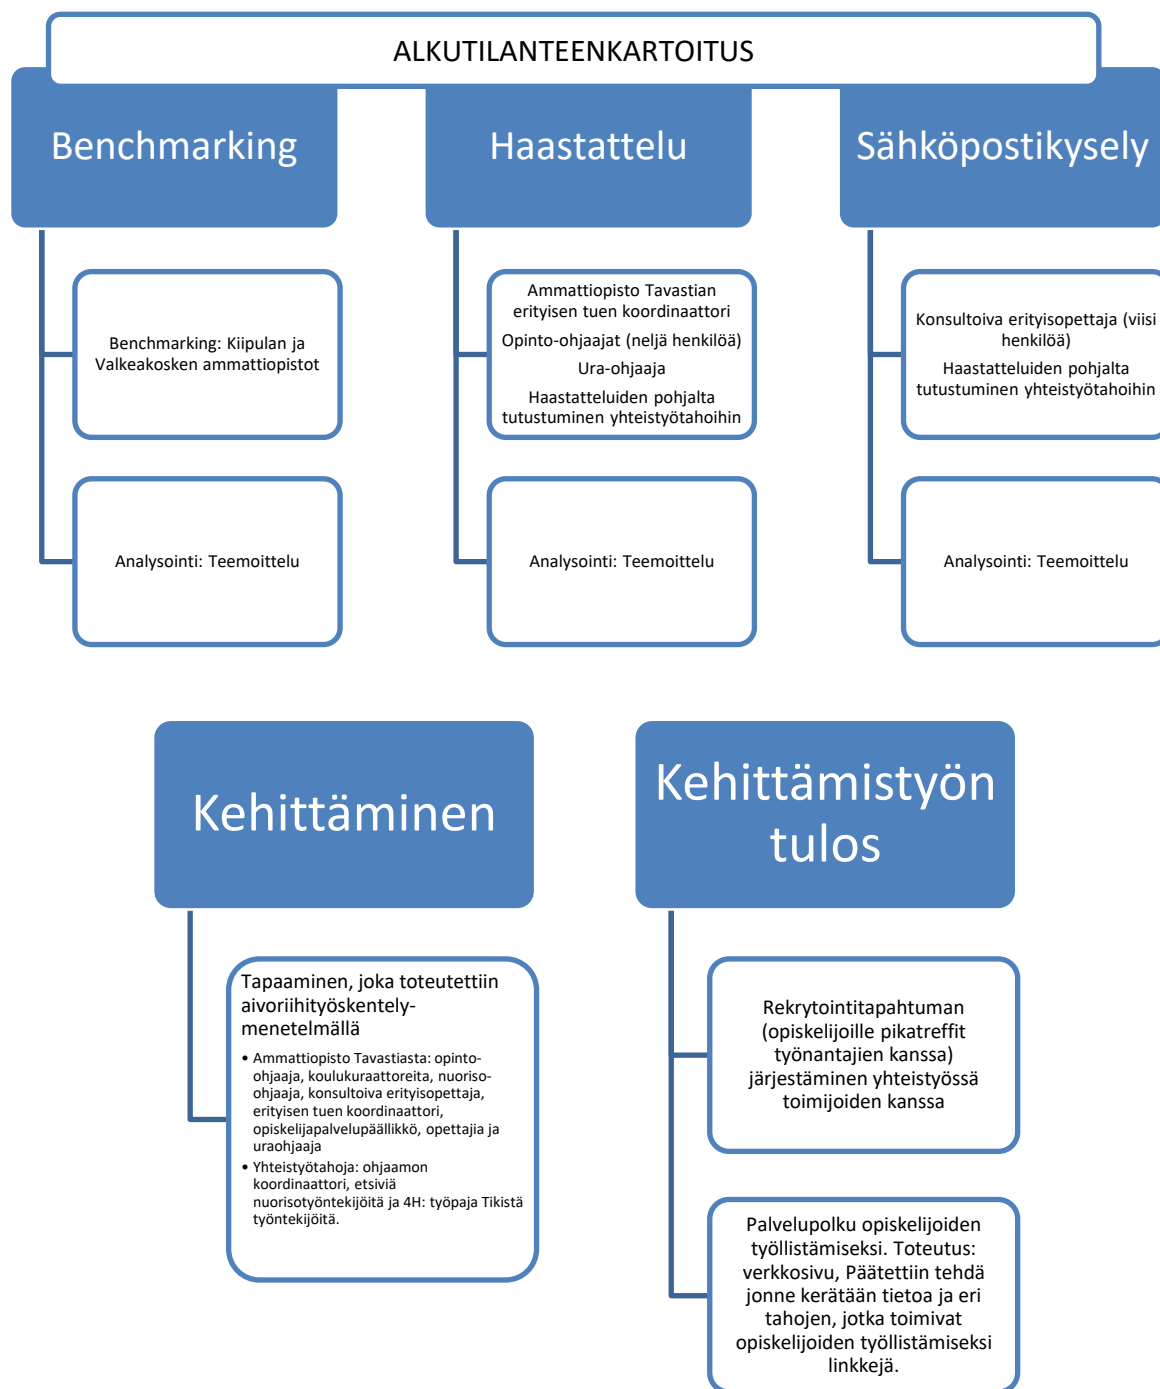 ALKUTILANTEENKARTOITUS
Benchmarking
Haastattelu
Sähköpostikysely
Benchmarking: Kiipulan ja
Valkeakosken ammattiopistot
Ammattiopisto Tavastian
erityisen tuen koordinaattori
Opinto-ohjaajat (neljä henkilöä)
Ura-ohjaaja
Haastatteluiden pohjalta
tutustuminen yhteistyötahoihin
Konsultoiva erityisopettaja (viisi
henkilöä)
Haastatteluiden pohjalta
tutustuminen yhteistyötahoihin
Analysointi: Teemoittelu
Analysointi: Teemoittelu
Analysointi: Teemoittelu
Kehittäminen
Tapaaminen, joka toteutettiin
aivoriihityöskentely-
menetelmällä
• Ammattiopisto Tavastiasta: opinto-
ohjaaja, koulukuraattoreita, nuoriso-
ohjaaja, konsultoiva erityisopettaja,
erityisen tuen koordinaattori,
opiskelijapalvelupäällikkö, opettajia ja
uraohjaaja
• Yhteistyötahoja: ohjaamon
koordinaattori, etsiviä
nuorisotyöntekijöitä ja 4H: työpaja Tikistä
työntekijöitä.
Kehittämistyön
tulos
Rekrytointitapahtuman
(opiskelijoille pikatreffit
työnantajien kanssa)
järjestäminen yhteistyössä
toimijoiden kanssa
Palvelupolku opiskelijoiden
työllistämiseksi. Toteutus:
verkkosivu, Päätettiin tehdä
jonne kerätään tietoa ja eri
tahojen, jotka toimivat
opiskelijoiden työllistämiseksi
linkkejä.